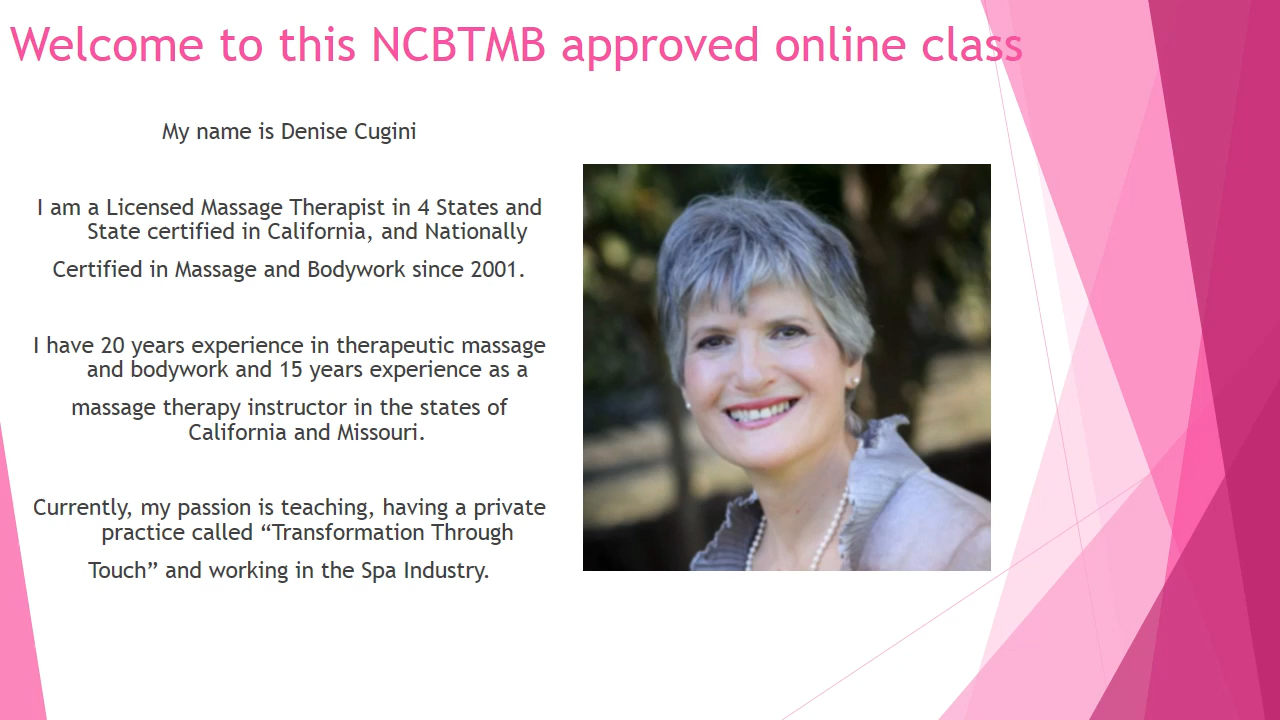 Welcome to this NCBTMB approved online class
My name is Denise Cugini
I am a Licensed Massage Therapist in 4 States and
State certified in California, and Nationally
Certified in Massage and Bodywork since 2001.
I have 20 years experience in therapeutic massage
and bodywork and 15 years experience as a
massage therapy instructor in the states of
California and Missouri.
Currently, my passion is teaching, having a private
practice called “Transformation Through
Touch” and working in the Spa Industry.